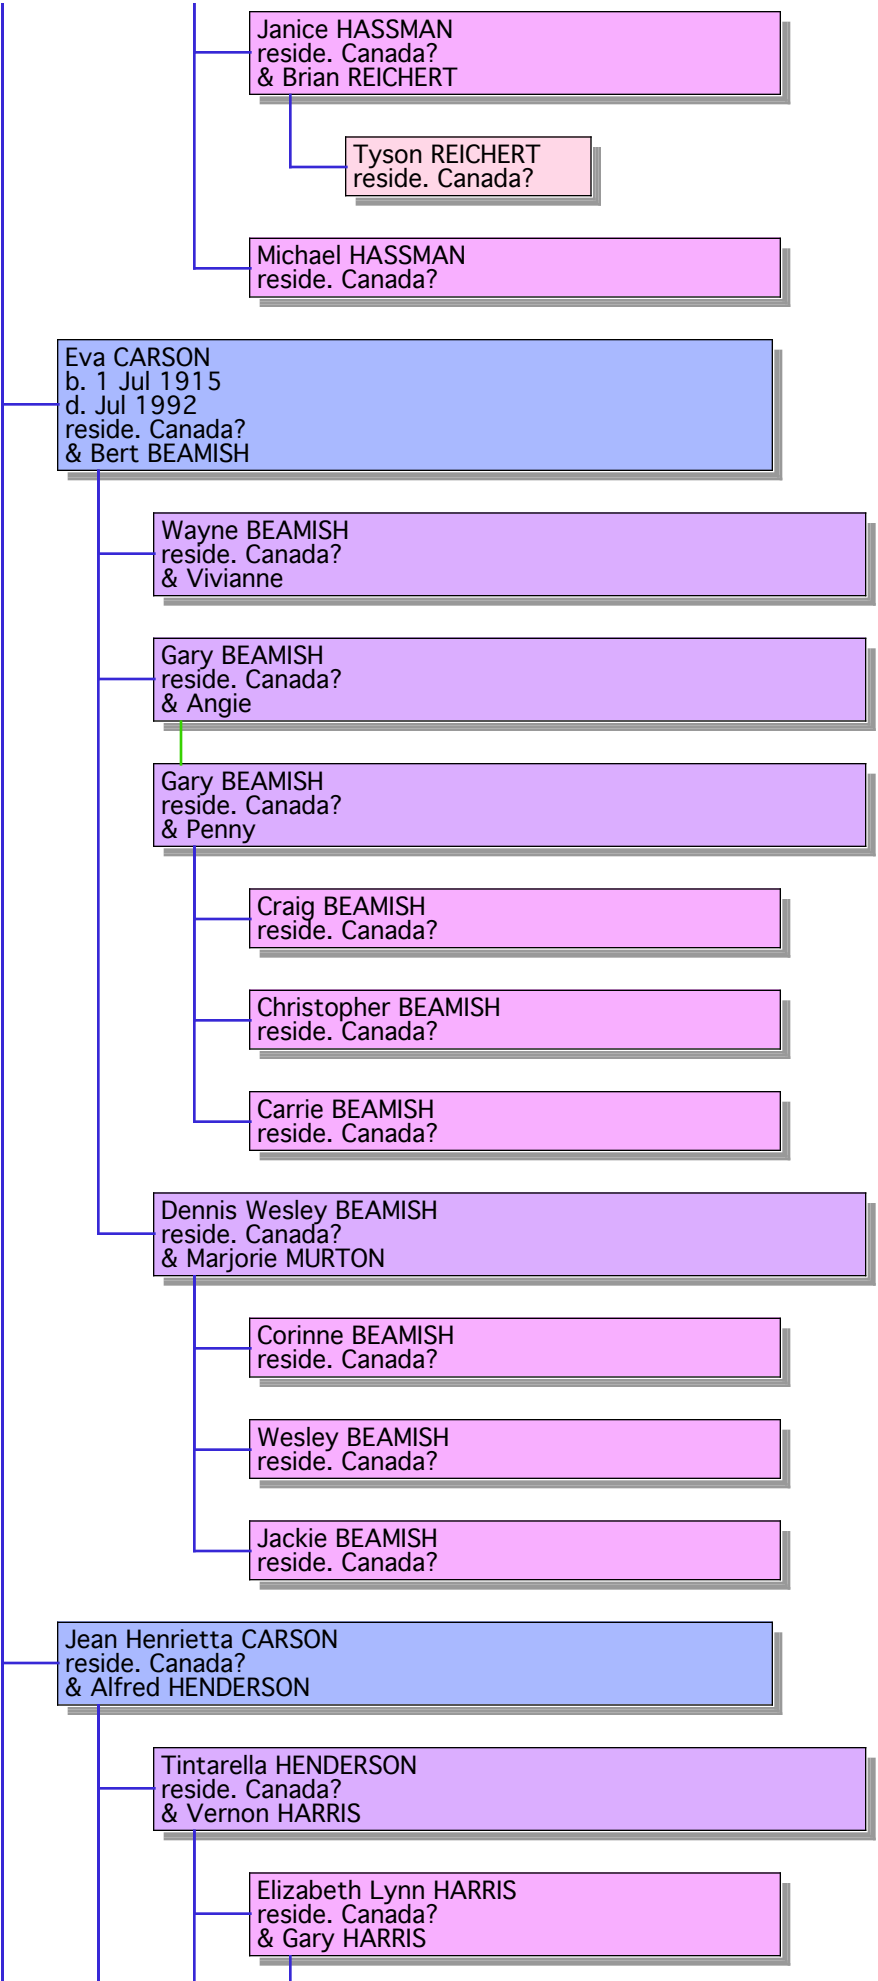 Janice HASSMAN
reside. Canada?
& Brian REICHERT
Tyson REICHERT
reside. Canada?
Michael HASSMAN
reside. Canada?
Eva CARSON
b. 1 Jul 1915
d. Jul 1992
reside. Canada?
& Bert BEAMISH
Wayne BEAMISH
reside. Canada?
& Vivianne
Gary BEAMISH
reside. Canada?
& Angie
Gary BEAMISH
reside. Canada?
& Penny
Craig BEAMISH
reside. Canada?
Christopher BEAMISH
reside. Canada?
Carrie BEAMISH
reside. Canada?
Dennis Wesley BEAMISH
reside. Canada?
& Marjorie MURTON
Corinne BEAMISH
reside. Canada?
Wesley BEAMISH
reside. Canada?
Jackie BEAMISH
reside. Canada?
Jean Henrietta CARSON
reside. Canada?
& Alfred HENDERSON
Tintarella HENDERSON
reside. Canada?
& Vernon HARRIS
Elizabeth Lynn HARRIS
reside. Canada?
& Gary HARRIS